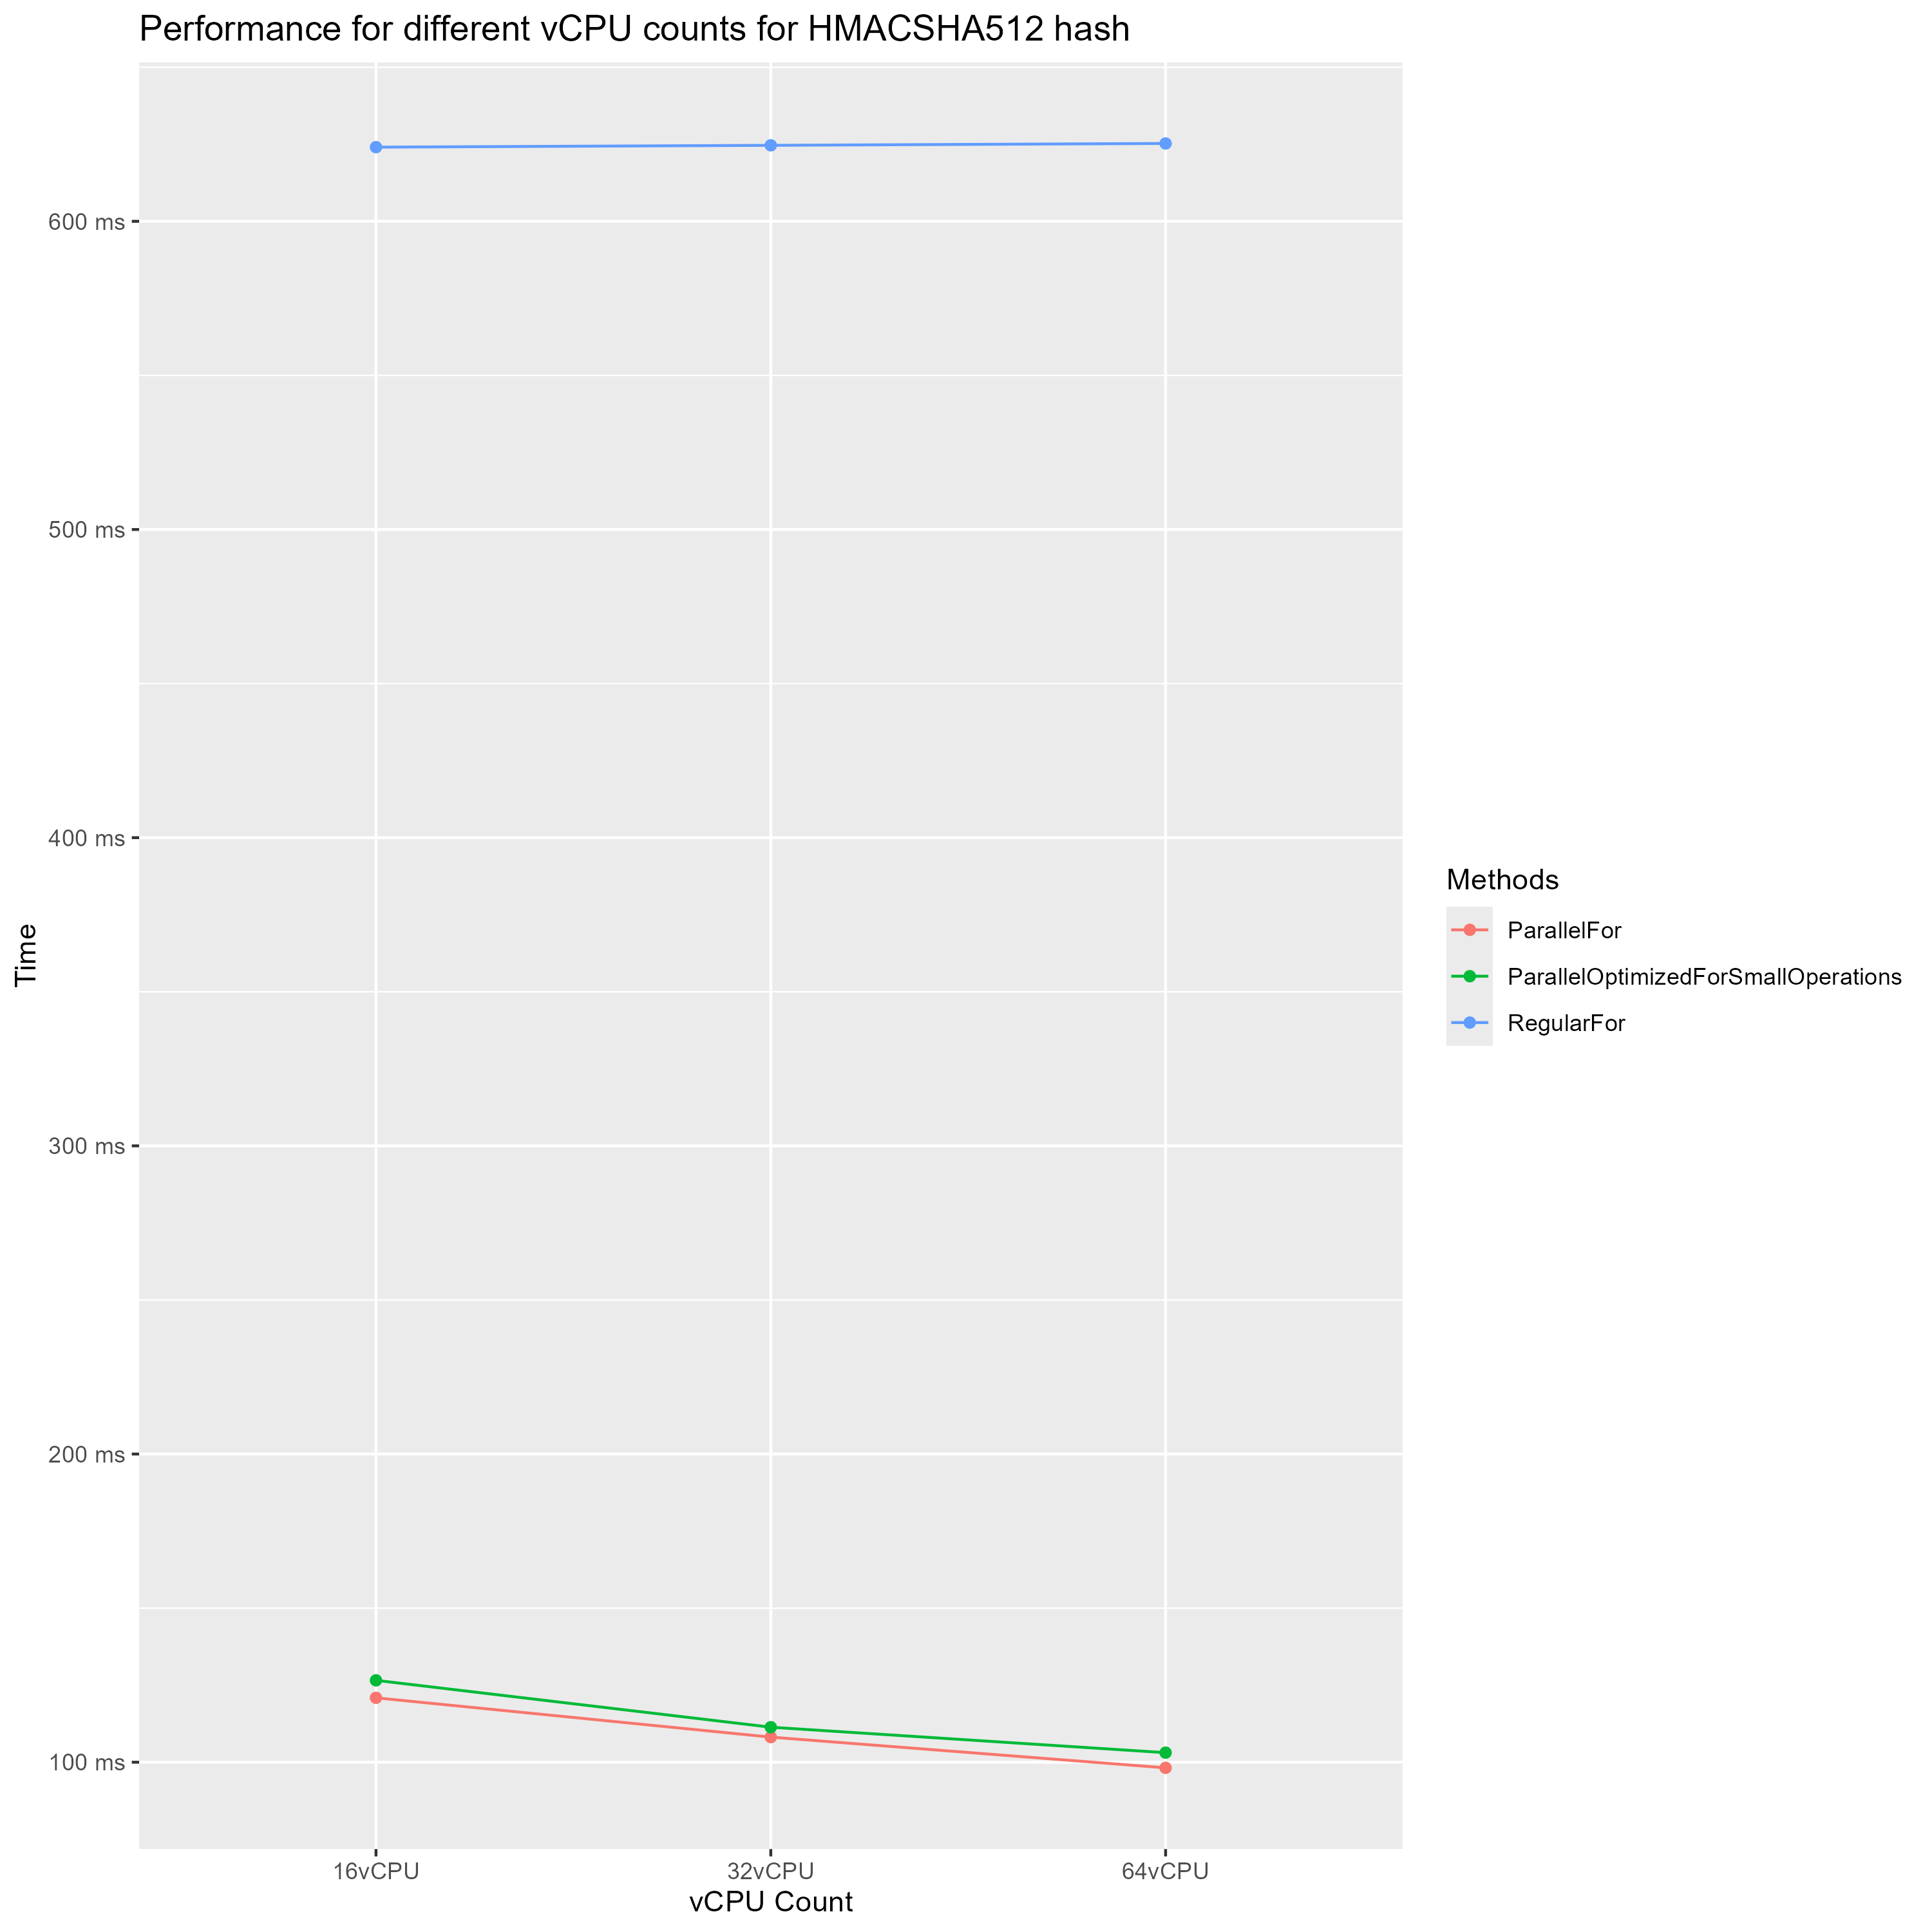 Performance for different vCPU counts for HMACSHA512 hash
600 ms
500 ms
400 ms
300 ms
200 ms
100 ms
Time
16vCPU
32vCPU
64vCPU
vCPU Count
Methods
ParallelFor
ParallelOptimizedForSmallOperations
RegularFor